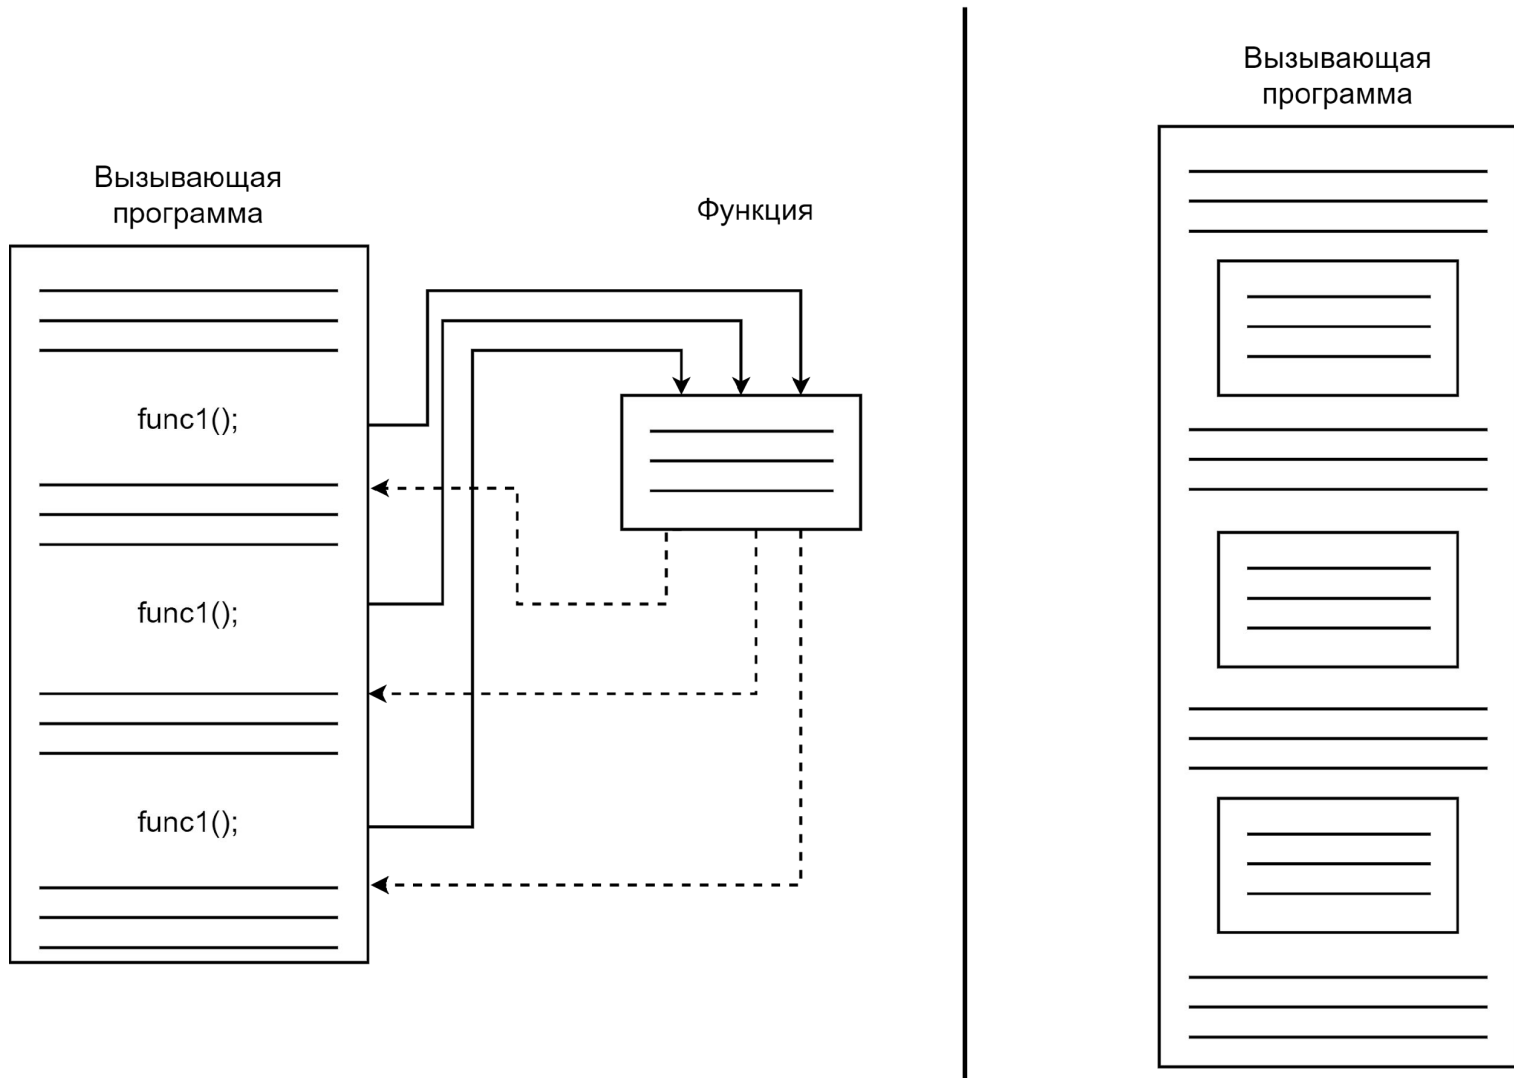 Вызывающая
программа
Функция
func1();
func1();
func1();
Вызывающая
программа